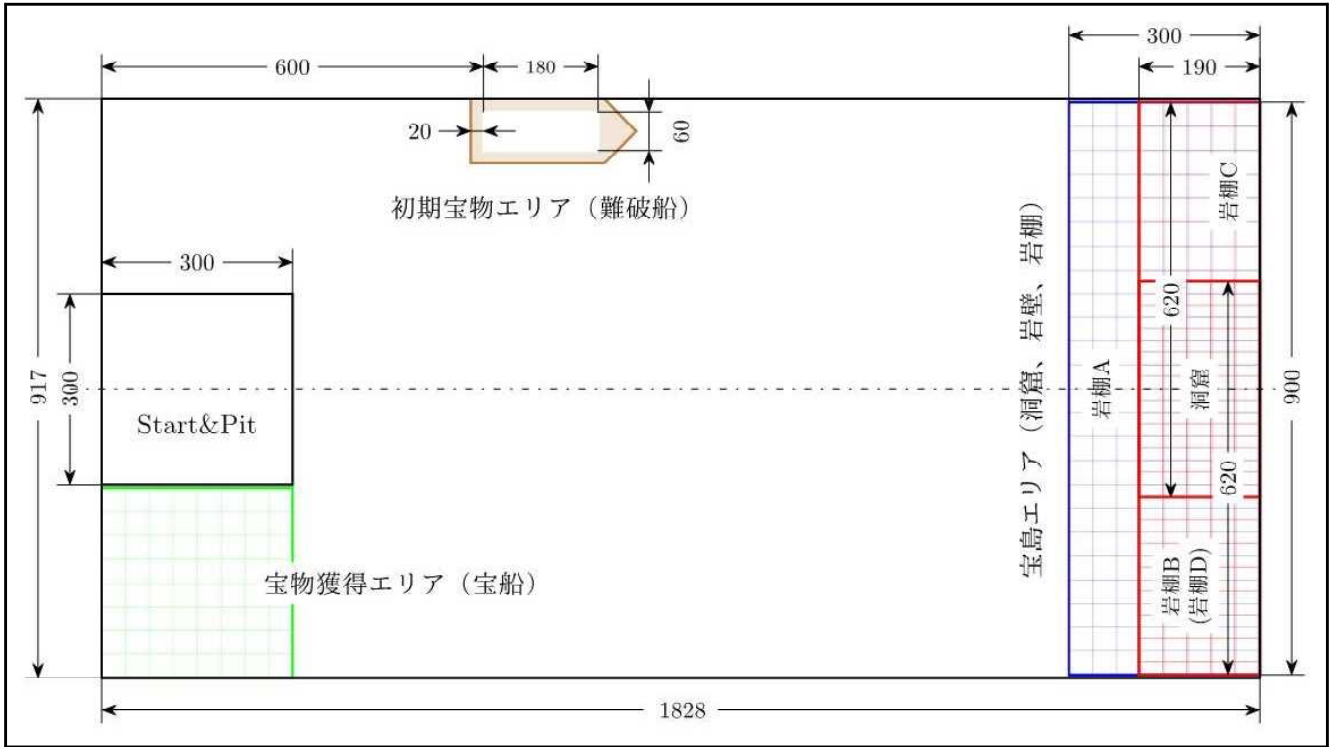 300
600
180
190
20
60
初期宝物エリア（難破船）
岩棚C
300
宝島エリア（洞窟、岩壁、岩棚）
620
917
300
岩棚A
洞窟
900
Start&Pit
620
宝物獲得エリア（宝船）
岩棚B
(岩棚D)
1828